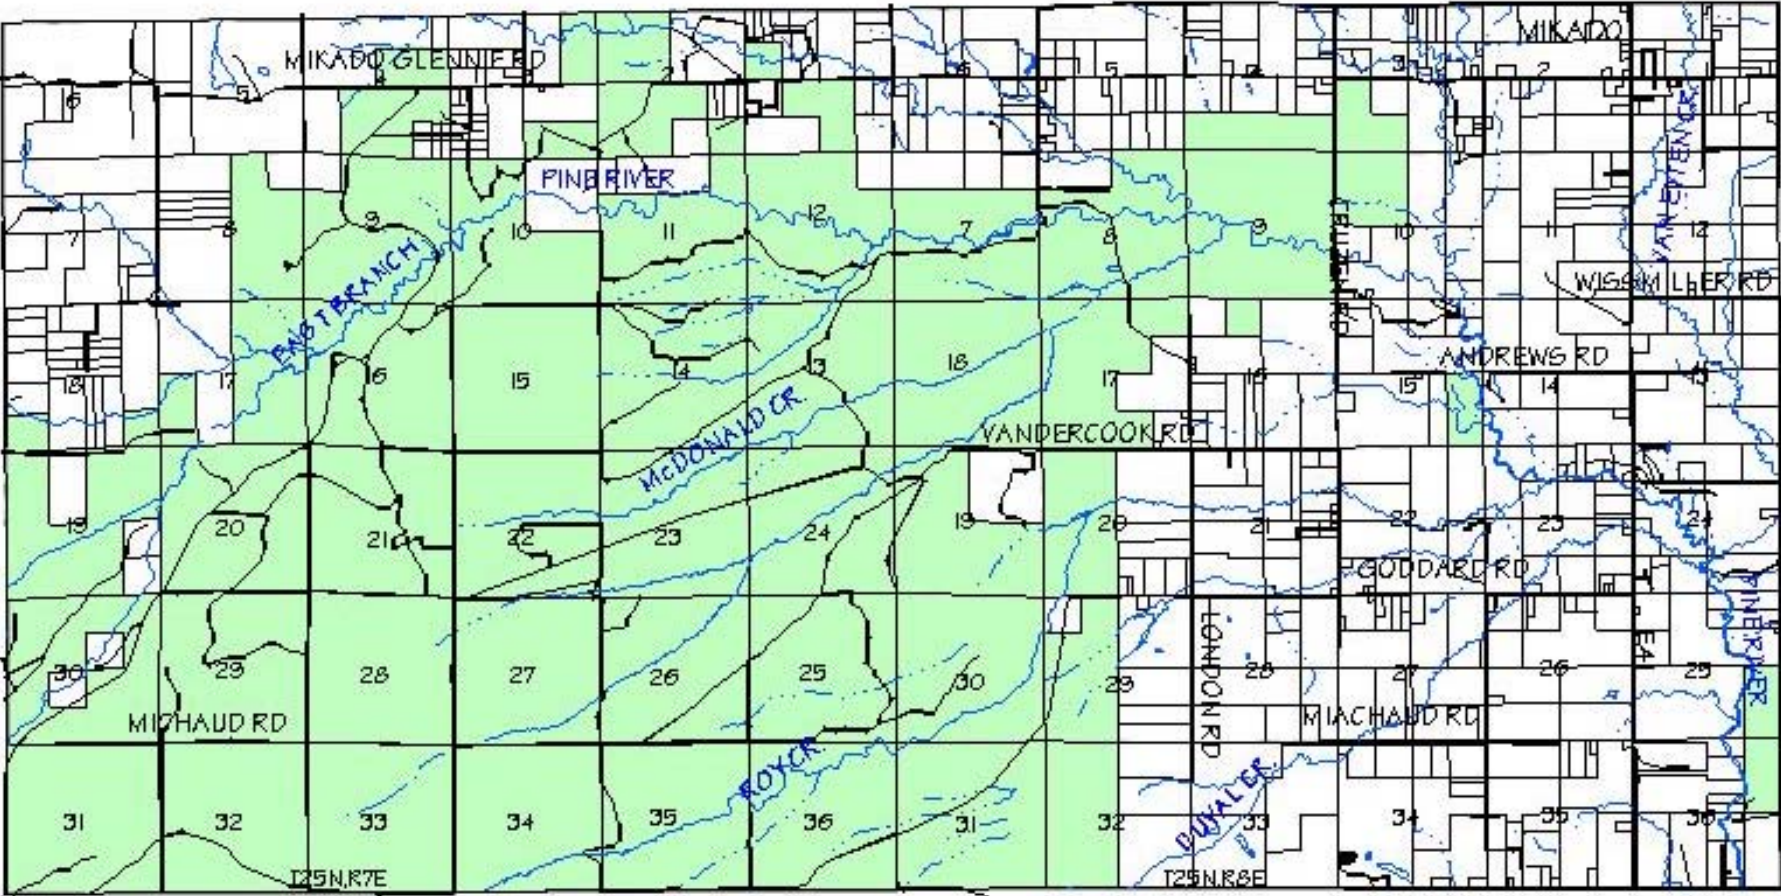 MIKADO
MIKADO GLENNIE RD
4 2 6 5 3 2
5 6
PINE RIVER
VAN ETTEN CR.
8 9 10 11 12 7 8 9 10 11 12
7
EAST BRANCH
WISSMILLER RD
ANDREWS RD
18 17 16 15 14 13 18 17 16 15 14 13
McDONALD CR.
VANDERCOOK RD
19 20 21 22 23 24 19 20 21 22 23 24
GODDARD RD
PINE RIVER
LONDON RD
E41
30 29 28 27 26 25 30 29 28 27 26 25
MICHAUD RD
MIACHAUD RD
ROY CR.
DUVAL CR.
31 32 33 34 35 36 31 32 33 34 35 36
T25N,R7E
T25N,R8E